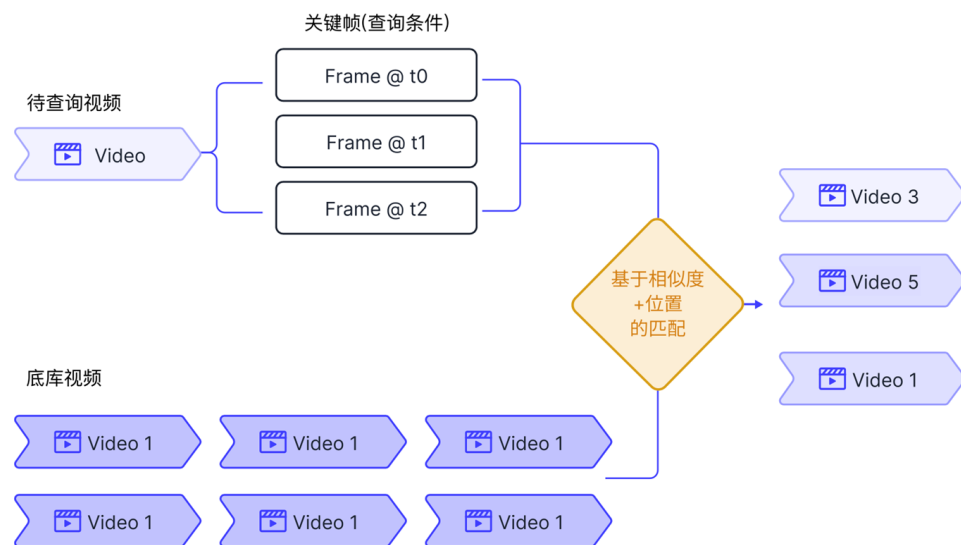 关键帧(查询条件)
Frame @ t0
待查询视频
Video
Frame @ t1
Frame @ t2
Video 3
基于相似度
+位置
的匹配
Video 5
Video 1
底库视频
Video 1
Video 1
Video 1
Video 1
Video 1
Video 1